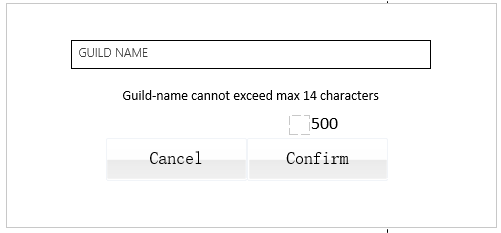 GUILD NAME
Guild-name cannot exceed max 14 characters
500
Cancel Confirm